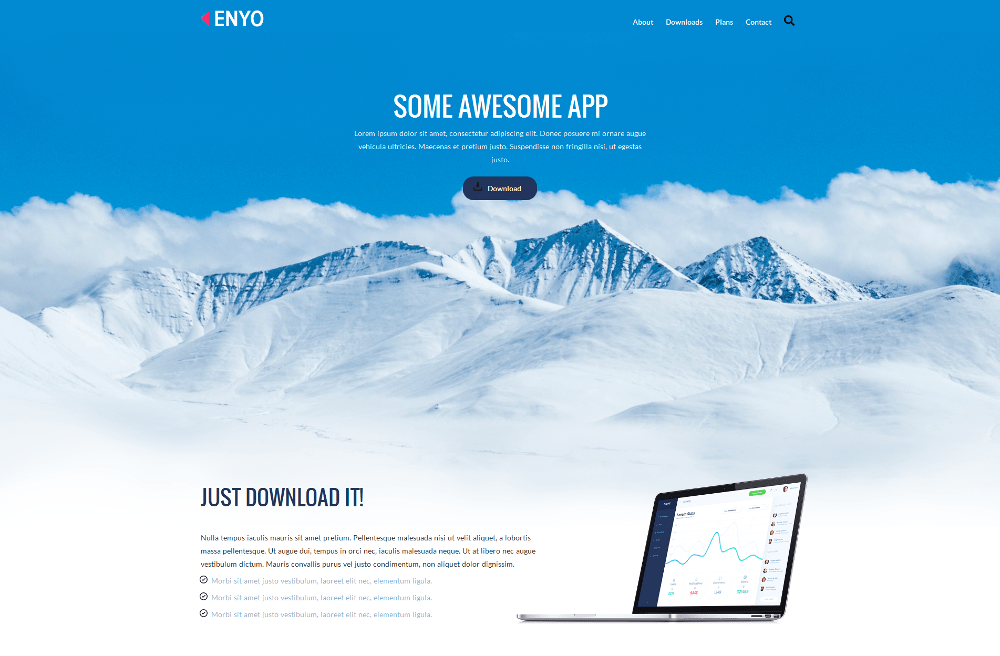 ENYO
About Downloads Plans Contact
SOME AWESOME APP
Lorem ipsum dolor sit amet, consectetur adipiscing elit. Donec posuere mi ornare augue
vehicula ultricies. Maecenas et pretium justo. Suspendisse non fringilla nisi, ut egestas
justo.
Download
JUST DOWNLOAD IT!
Nulla tempus iaculis mauris sit amet pretium. Pellentesque malesuada nisi ut velit aliquet, a lobortis
massa pellentesque. Ut augue dui, tempus in orci nec, iaculis malesuada neque. Ut at libero nec augue
vestibulum dictum. Mauris convallis purus vel justo condimentum, non aliquet dolor dignissim.
Morbi sit amet justo vestibulum, laoreet elit nec, elementum ligula.
Morbi sit amet justo vestibulum, laoreet elit nec, elementum ligula.
Morbi sit amet justo vestibulum, laoreet elit nec, elementum ligula.